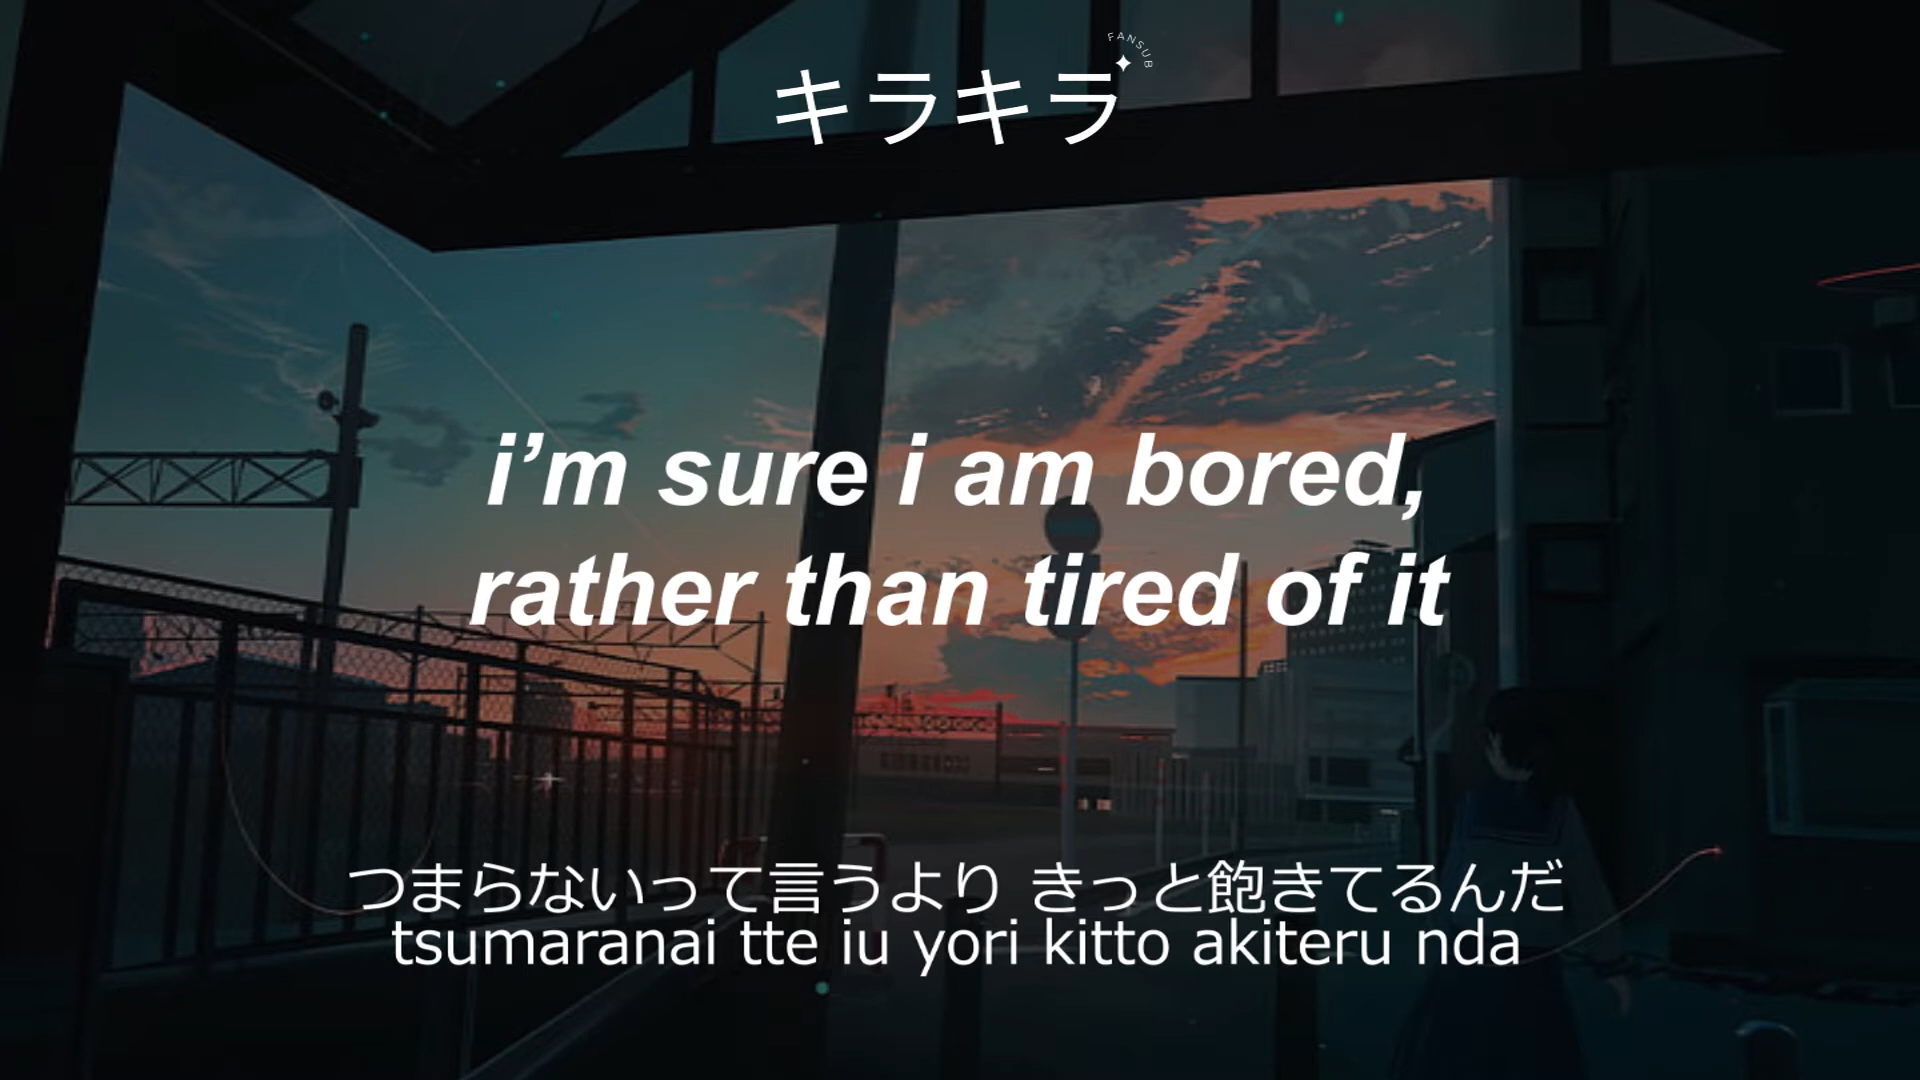 FANSUB
キラキラ
i’m sure i am bored,
rather than tired of it
つまらないって言うより きっと飽きてるんだ
tsumaranai tte iu yori kitto akiteru nda